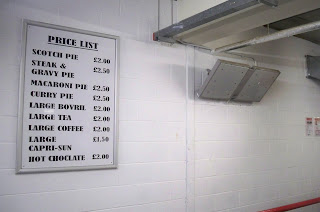 PRICE LIST
SCOTCH PIE £2.00
STEAK & £2.50
GRAVY PIE
MACARONI PIE £2.50
CURRY PIE £2.50
LARGE BOVRIL £2.00
LARGE TEA £2.00
LARGE COFFEE £2.00
LARGE £1.50
CAPRI-SUN
HOT CHOCLATE £2.00